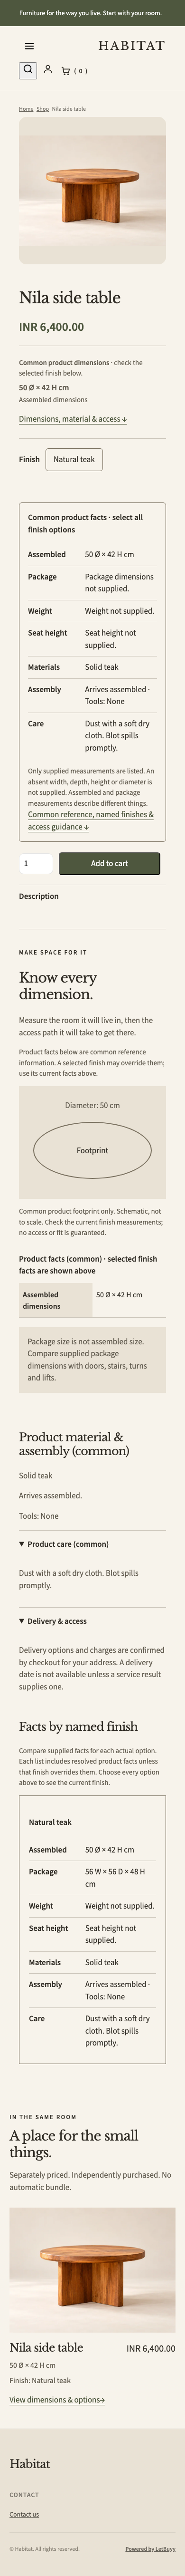 Furniture for the way you live. Start your room.
HABITAT
( 0 )
Home Shop Nila side table
Nila side table
INR 6,400.00
Common product dimensions · check the
selected finish below.
50 Ø × 42 H cm
Assembled dimensions
Dimensions, material & access ↓
Finish Natural teak
Common product facts · select all
finish options
Assembled 50 Ø × 42 H cm
Package Package dimensions
not supplied.
Weight Weight not supplied.
Seat height Seat height not
supplied.
Materials Solid teak
Assembly Arrives assembled ·
Tools: None
Care Dust with a soft dry
cloth. Blot spills
promptly.
Only supplied measurements are listed. An
absent width, depth, height or diameter is
not supplied. Assembled and package
measurements describe different things.
Common reference, named finishes &
access guidance ↓
1 Add to cart
Description
MAKE SPACE FOR IT
Know every
dimension.
Measure the room it will live in, then the
access path it will take to get there.
Product facts below are common reference
information. A selected finish may override them;
use its current facts above.
Diameter: 50 cm
Footprint
Common product footprint only. Schematic, not
to scale. Check the current finish measurements;
no access or fit is guaranteed.
Product facts (common) · selected finish
facts are shown above
Assembled 50 Ø × 42 H cm
dimensions
Package size is not assembled size.
Compare supplied package
dimensions with doors, stairs, turns
and lifts.
Product material &
assembly (common)
Solid teak
Arrives assembled.
Tools: None
▼ Product care (common)
Dust with a soft dry cloth. Blot spills
promptly.
▼ Delivery & access
Delivery options and charges are confirmed
by checkout for your address. A delivery
date is not available unless a service result
supplies one.
Facts by named finish
Compare supplied facts for each actual option.
Each list includes resolved product facts unless
that finish overrides them. Choose every option
above to see the current finish.
Natural teak
Assembled 50 Ø × 42 H cm
Package 56 W × 56 D × 48 H
cm
Weight Weight not supplied.
Seat height Seat height not
supplied.
Materials Solid teak
Assembly Arrives assembled ·
Tools: None
Care Dust with a soft dry
cloth. Blot spills
promptly.
IN THE SAME ROOM
A place for the small
things.
Separately priced. Independently purchased. No
automatic bundle.
Nila side table INR 6,400.00
50 Ø × 42 H cm
Finish: Natural teak
View dimensions & options→
Habitat
CONTACT
Contact us
© Habitat. All rights reserved. Powered by LetBuyy